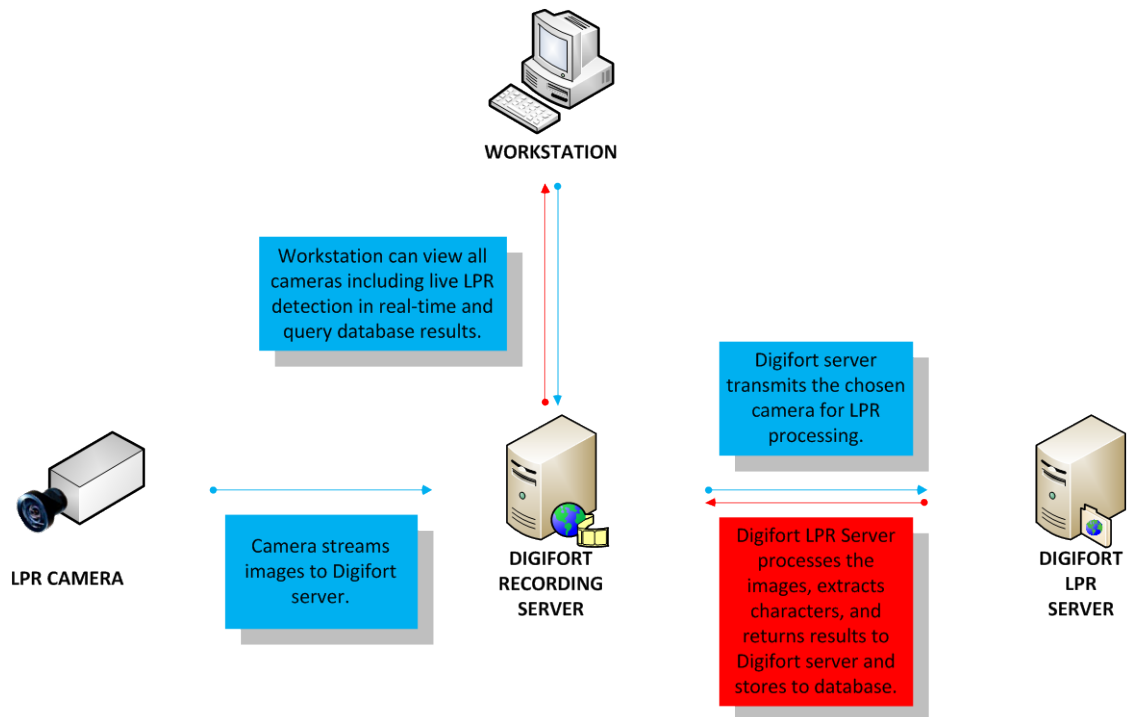 WORKSTATION
Workstation can view all
cameras including live LPR
detection in real-time and
query database results.
Digifort server
transmits the chosen
camera for LPR
processing.
LPR CAMERA
Camera streams
images to Digifort
server.
DIGIFORT
RECORDING
SERVER
Digifort LPR Server
processes the
images, extracts
characters, and
returns results to
Digifort server and
stores to database.
DIGIFORT
LPR
SERVER